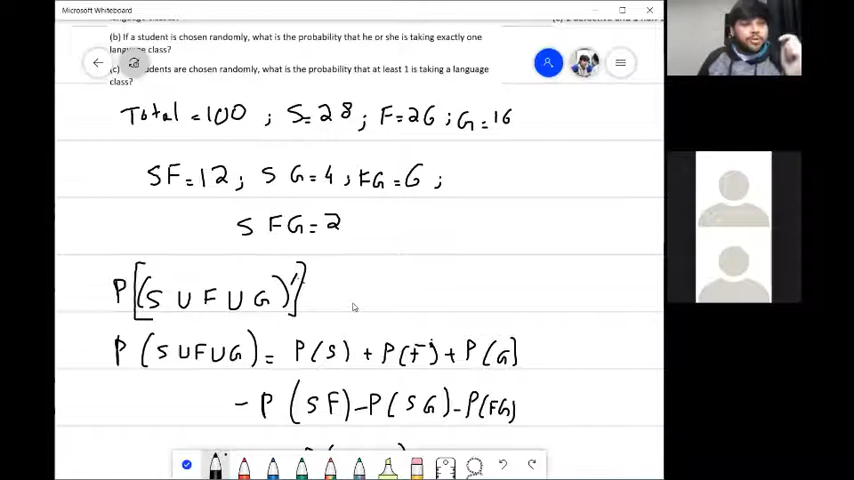 Microsoft Whiteboard
(b) If a student is chosen randomly, what is the probability that he or she is taking exactly one
language class?
students are chosen randomly, what is the probability that at least 1 is taking a language
class?
Total = 100 ; S = 28 ; F = 26 ; G = 16
SF = 12 ; SG = 4 ; FG = 6 ;
SFG = 2
P[(S U F U G)']
P (SUFUG) = P(S) + P(F) + P(G)
- P (SF) - P(SG) - P(FG)